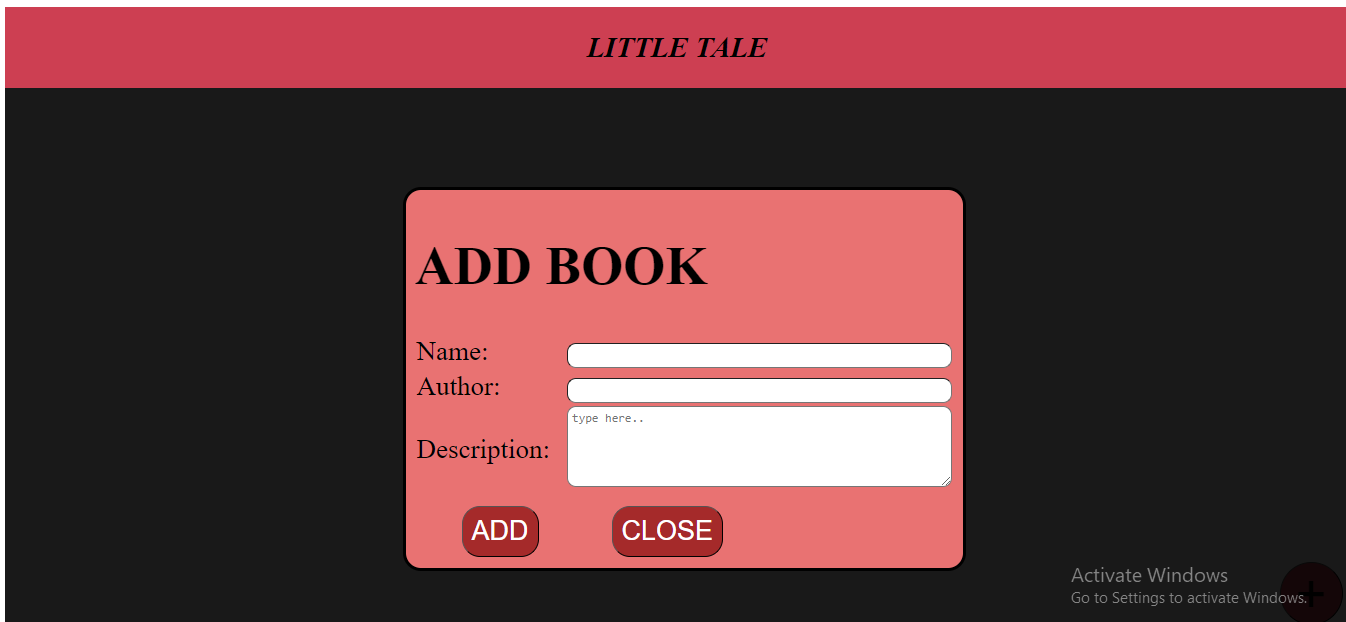 LITTLE TALE
ADD BOOK
Name:
Author:
type here..
Description:
ADD CLOSE
Activate Windows
Go to Settings to activate Windows.
+